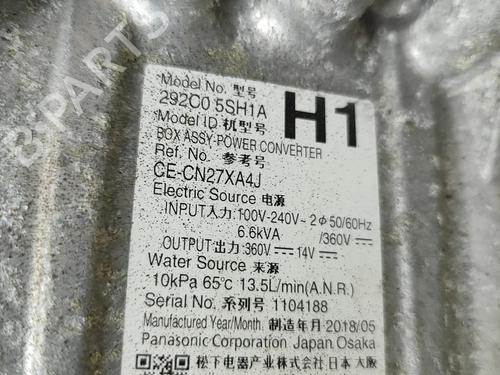 B PARTS
Model No. 型号
292C0 5SH1A
H1
Model ID 机型号
BOX ASSY-POWER CONVERTER
Ref. No. 参考号
CE-CN27XA4J
Electric Source 电源
INPUT入力:100V-240V~ 2Φ50/60Hz
6.6kVA /360V⎓
OUTPUT出力:360V⎓ 14V⎓
Water Source 来源
10kPa 65℃ 13.5L/min(A.N.R.)
Serial No. 系列号 1104188
Manufactured Year/Month. 制造年月 2018/05
Panasonic Corporation Japan Osaka
松下电器产业株式会社 日本 大阪